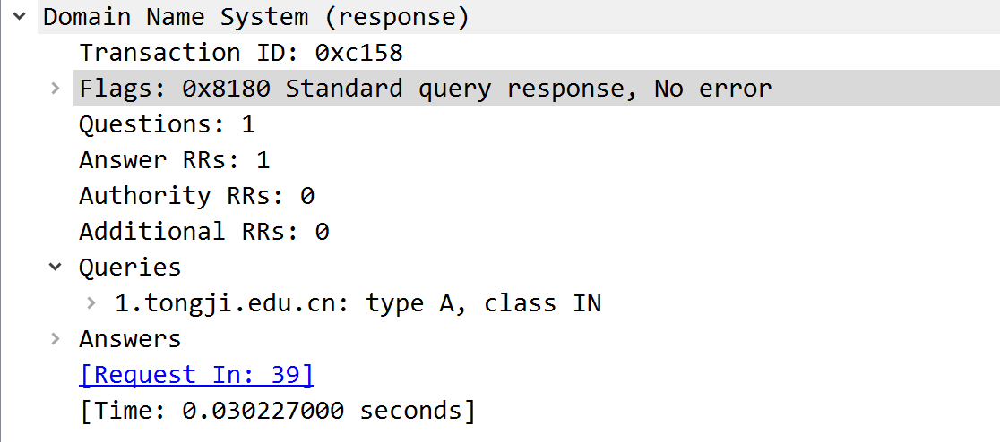 Domain Name System (response)
Transaction ID: 0xc158
Flags: 0x8180 Standard query response, No error
Questions: 1
Answer RRs: 1
Authority RRs: 0
Additional RRs: 0
Queries
1.tongji.edu.cn: type A, class IN
Answers
[Request In: 39]
[Time: 0.030227000 seconds]